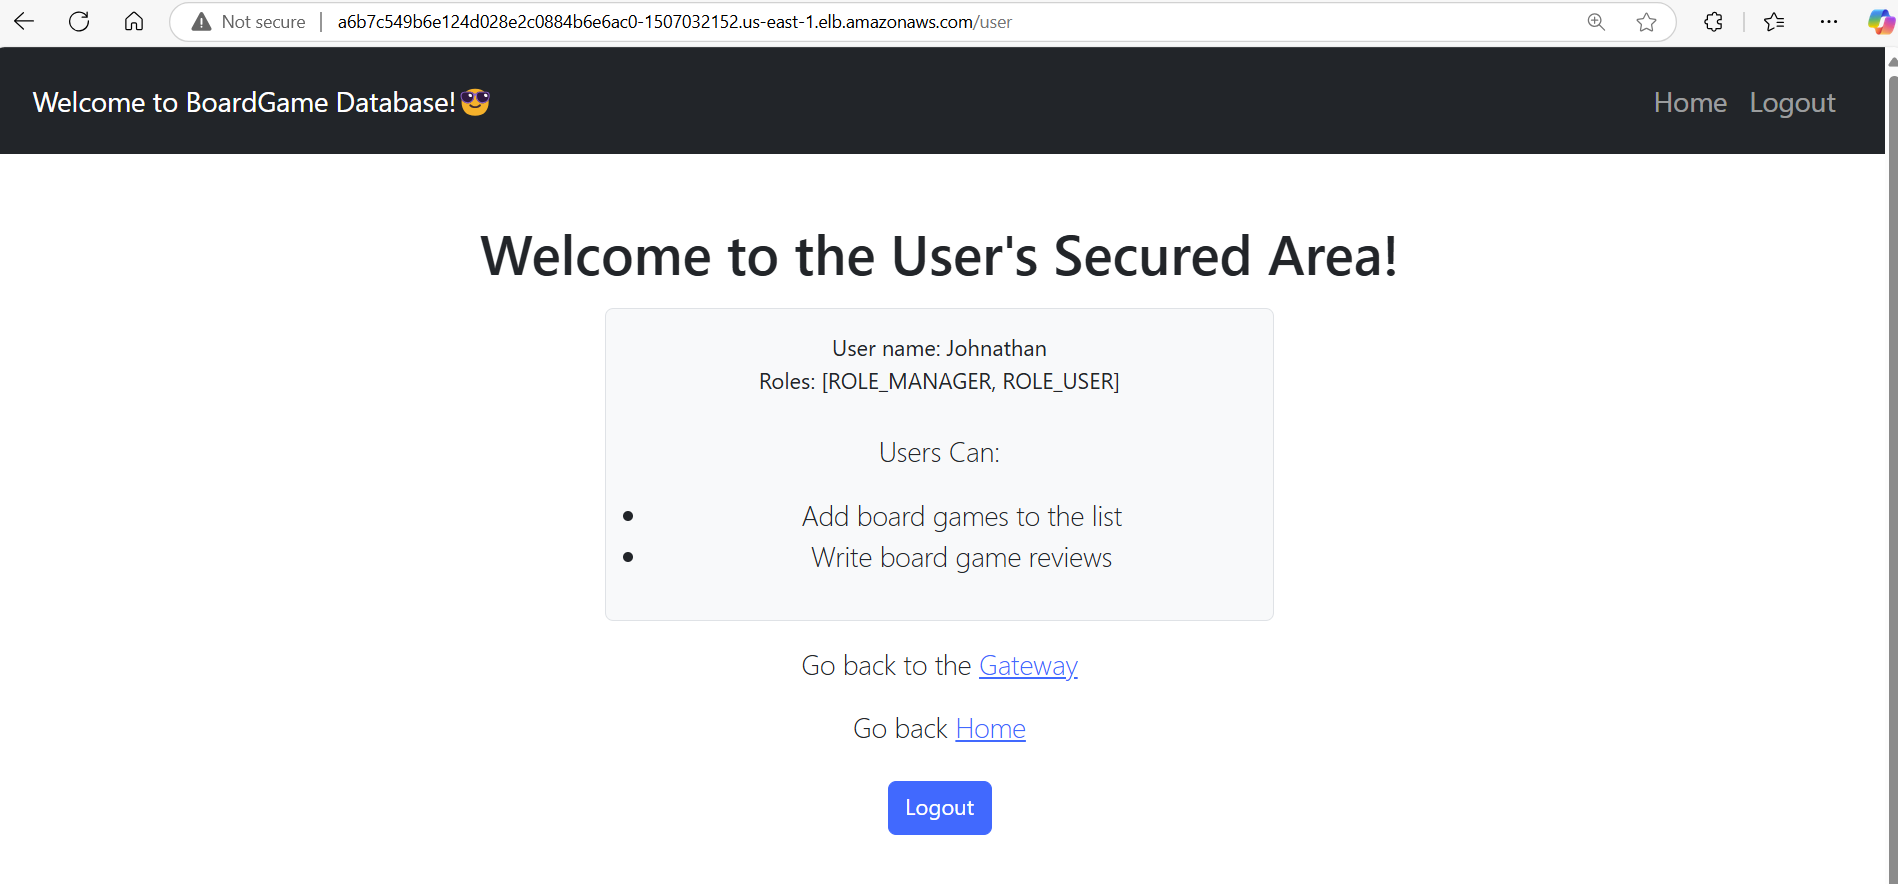 Not secure | a6b7c549b6e124d028e2c0884b6e6ac0-1507032152.us-east-1.elb.amazonaws.com/user
Welcome to BoardGame Database!😎
Home Logout
Welcome to the User's Secured Area!
User name: Johnathan
Roles: [ROLE_MANAGER, ROLE_USER]
Users Can:
• Add board games to the list
• Write board game reviews
Go back to the Gateway
Go back Home
Logout